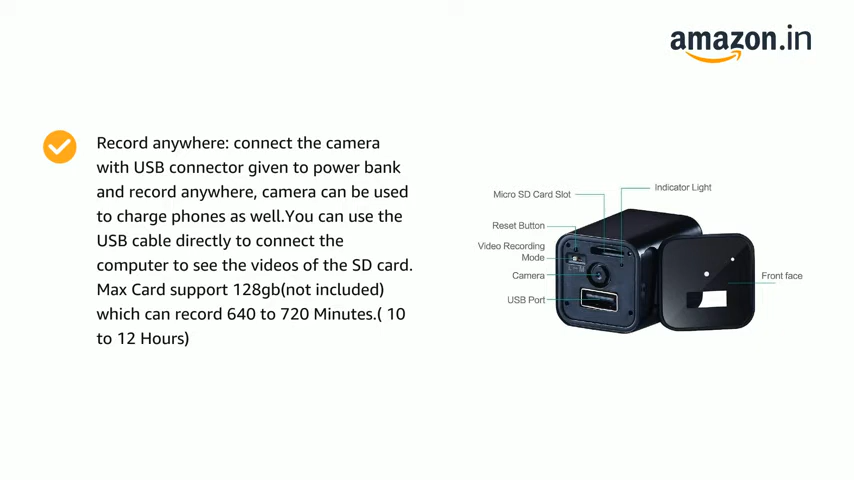 amazon.in
Record anywhere: connect the camera
with USB connector given to power bank
and record anywhere, camera can be used
to charge phones as well.You can use the
USB cable directly to connect the
computer to see the videos of the SD card.
Max Card support 128gb(not included)
which can record 640 to 720 Minutes.( 10
to 12 Hours)
Indicator Light
Micro SD Card Slot
Reset Button
Video Recording
Mode
Camera
USB Port
Front face